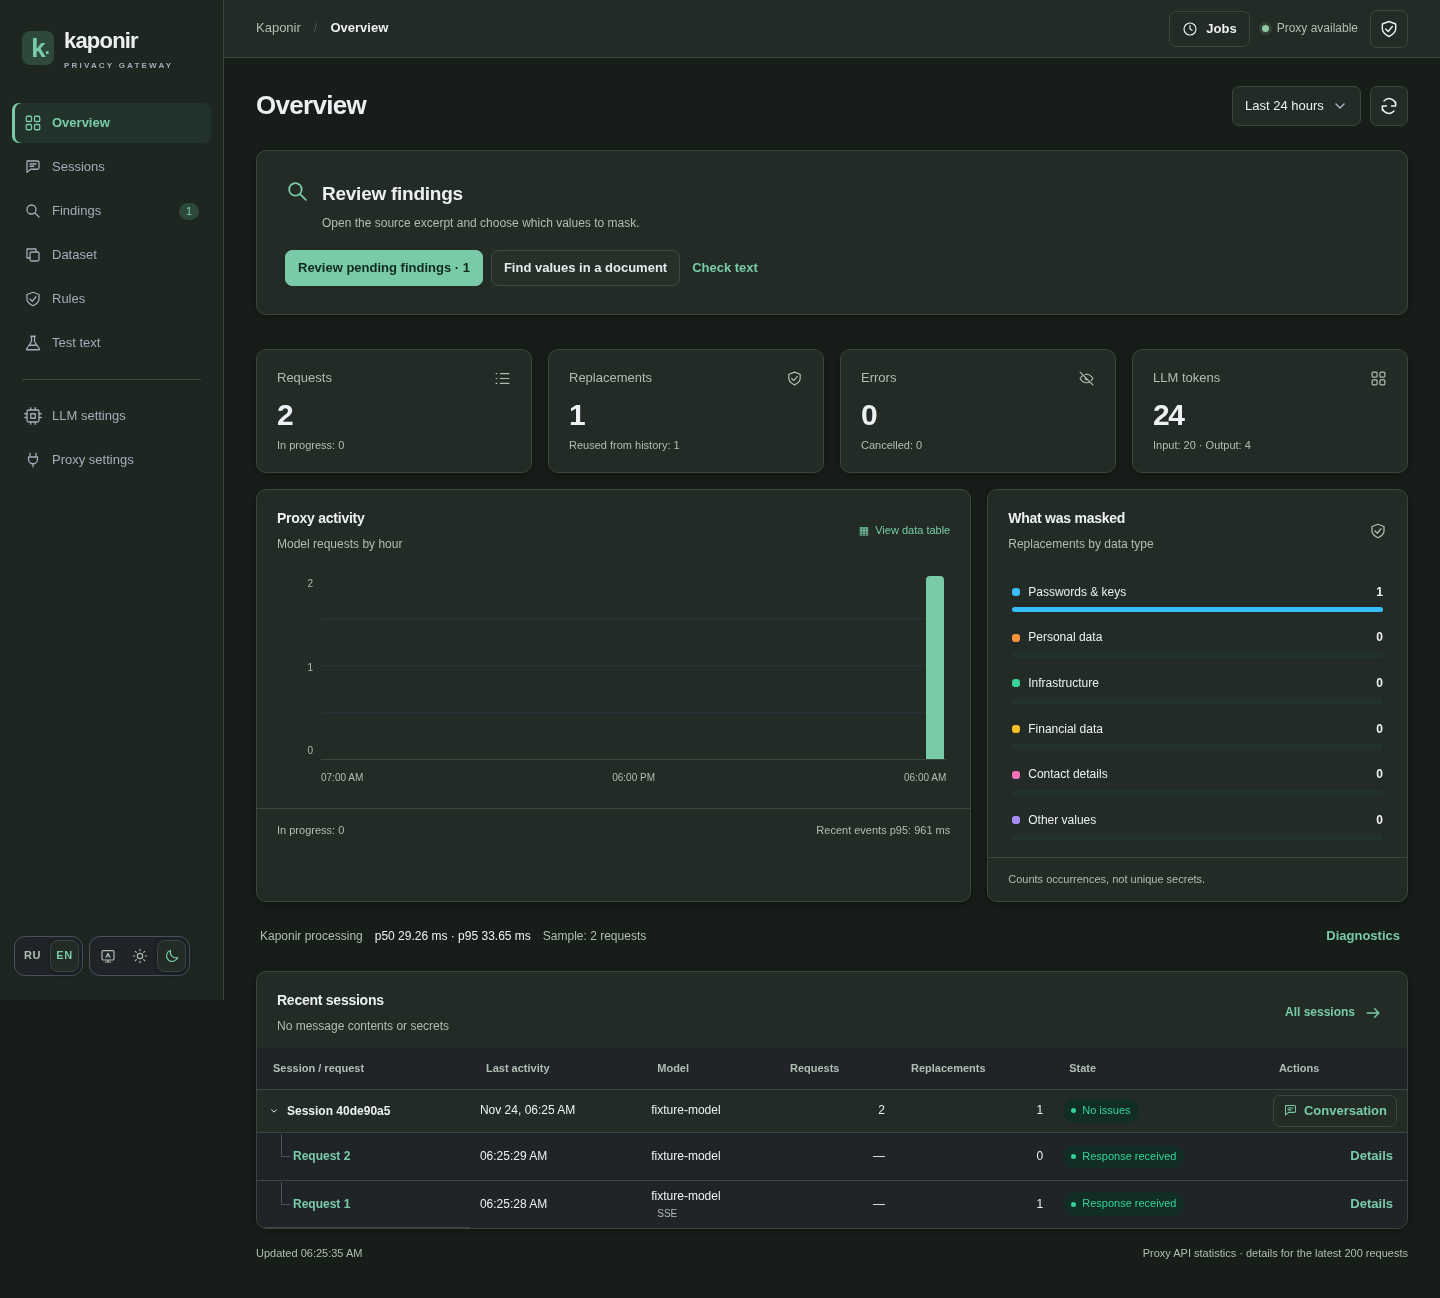 k.
kaponir
PRIVACY GATEWAY
Overview
Sessions
Findings
1
Dataset
Rules
Test text
LLM settings
Proxy settings
RU
EN
Kaponir / Overview
Jobs
Proxy available
Overview
Last 24 hours
Review findings
Open the source excerpt and choose which values to mask.
Review pending findings · 1
Find values in a document
Check text
Requests
2
In progress: 0
Replacements
1
Reused from history: 1
Errors
0
Cancelled: 0
LLM tokens
24
Input: 20 · Output: 4
Proxy activity
Model requests by hour
View data table
2
1
0
07:00 AM
06:00 PM
06:00 AM
In progress: 0
Recent events p95: 961 ms
What was masked
Replacements by data type
Passwords & keys 1
Personal data 0
Infrastructure 0
Financial data 0
Contact details 0
Other values 0
Counts occurrences, not unique secrets.
Kaponir processing p50 29.26 ms · p95 33.65 ms Sample: 2 requests
Diagnostics
Recent sessions
No message contents or secrets
All sessions
Session / request Last activity Model Requests Replacements State Actions
Session 40de90a5 Nov 24, 06:25 AM fixture-model 2 1 No issues Conversation
Request 2 06:25:29 AM fixture-model — 0 Response received Details
Request 1 06:25:28 AM fixture-model — 1 Response received Details
SSE
Updated 06:25:35 AM
Proxy API statistics · details for the latest 200 requests